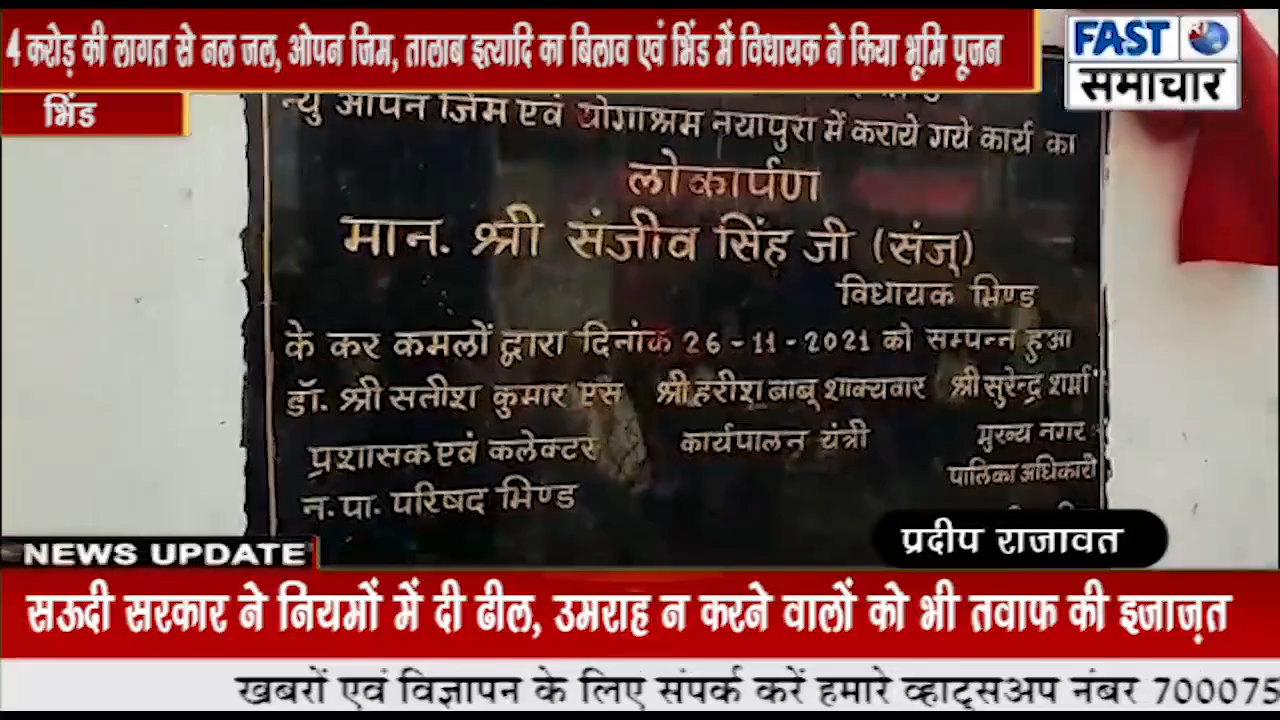 4 करोड़ की लागत से नल जल, ओपन जिम, तालाब इत्यादि का बिलाव एवं भिंड में विधायक ने किया भूमि पूजन
FAST
समाचार
भिंड
न्यु ओपन जिम एवं योगाश्रम नयापुरा में कराये गये कार्य का
लोकार्पण
मान. श्री संजीव सिंह जी (संजू)
विधायक भिण्ड
के कर कमलों द्वारा दिनांक 26-11-2021 को सम्पन्न हुआ
डॉ. श्री सतीश कुमार एस श्री हरीश बाबू शाक्यवार श्री सुरेन्द्र शर्मा
प्रशासक एवं कलेक्टर कार्यपालन यंत्री मुख्य नगर
न. पा. परिषद भिण्ड पालिका अधिकारी
प्रदीप राजावत
NEWS UPDATE
सऊदी सरकार ने नियमों में दी ढील, उमराह न करने वालों को भी तवाफ की इजाज़त
खबरों एवं विज्ञापन के लिए संपर्क करें हमारे व्हाट्सअप नंबर 700075